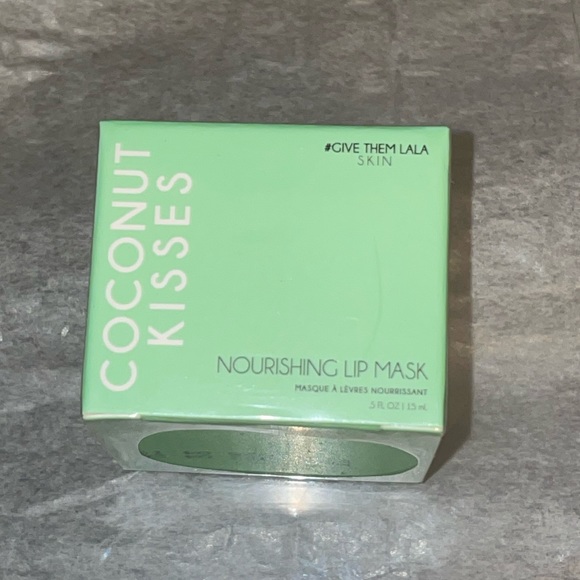 COCONUT
KISSES
#GIVE THEM LALA
SKIN
NOURISHING LIP MASK
MASQUE À LÈVRES NOURRISSANT
.5 FL OZ | 15 mL